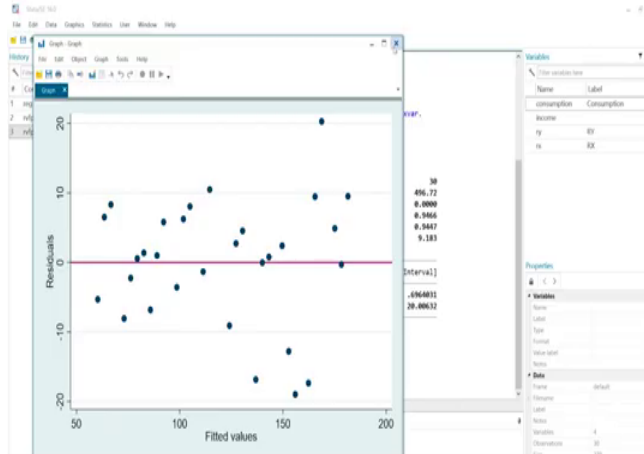 Stata/SE 16.0
File Edit Data Graphics Statistics User Window Help
Graph - Graph
File Edit Object Graph Tools Help
History
Graph
Variables
Filter variables here
Name Label
consumption Consumption
Income
ry RY
rx RX
30
496.72
0.0000
0.9466
0.9447
9.183
Interval]
.6964031
20.00632
Residuals
20
10
0
-10
-20
50 100 150 200
Fitted values
Properties
Variables
Name
Label
Type
Format
Value label
Notes
Data
Frame default
Filename
Label
Notes
Variables 4
Observations 30